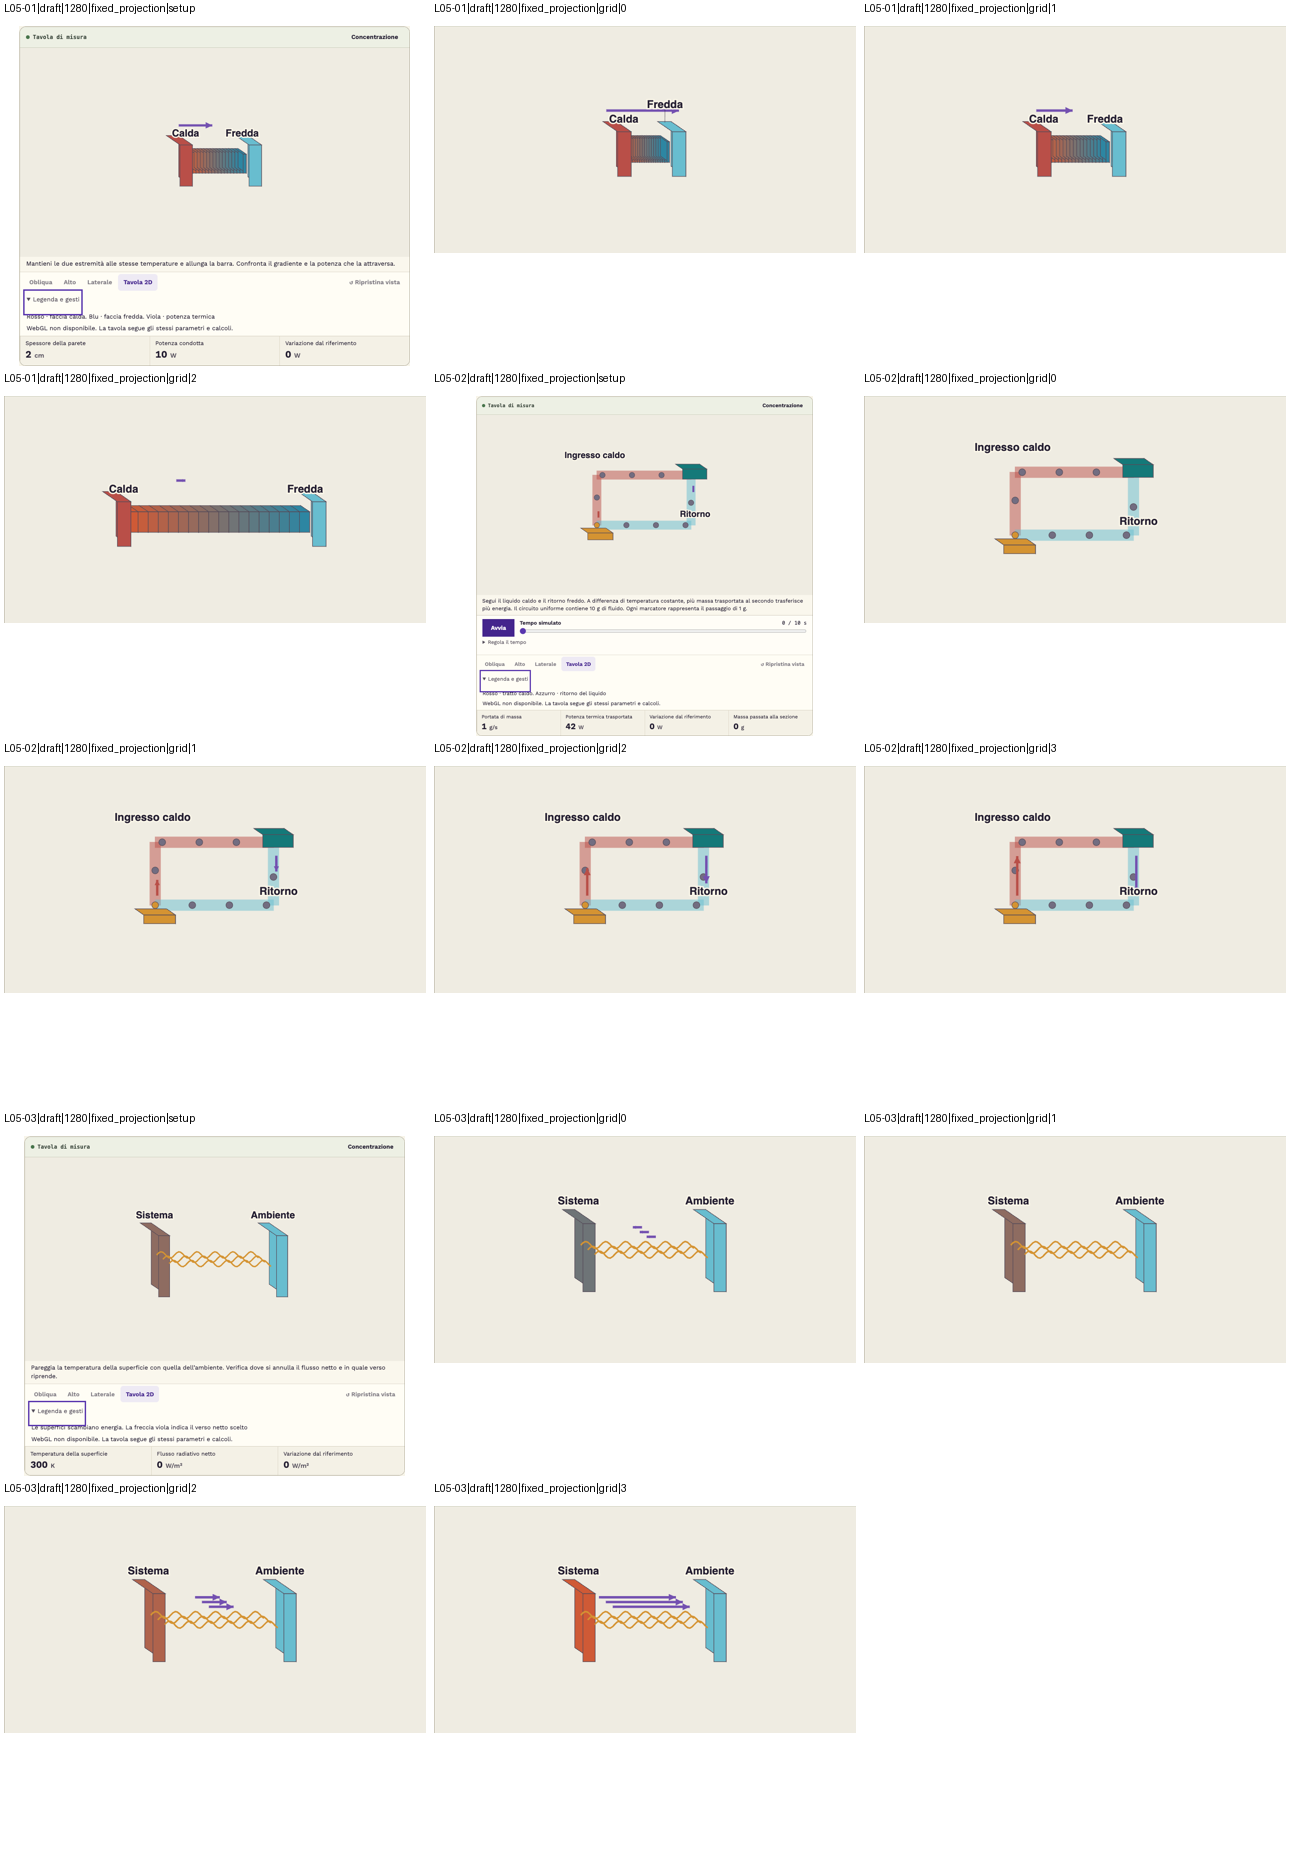 L05-01|draft|1280|fixed_projection|setup
Tavola di misura
Concentrazione
Calda
Fredda
Mantieni le due estremità alle stesse temperature e allunga la barra. Confronta il gradiente e la potenza che la attraversa.
Obliqua
Alto
Laterale
Tavola 2D
↺ Ripristina vista
▾ Legenda e gesti
Rosso · faccia calda. Blu · faccia fredda. Viola · potenza termica
WebGL non disponibile. La tavola segue gli stessi parametri e calcoli.
Spessore della parete
2 cm
Potenza condotta
10 W
Variazione dal riferimento
0 W
L05-01|draft|1280|fixed_projection|grid|0
Fredda
Calda
L05-01|draft|1280|fixed_projection|grid|1
Calda
Fredda
L05-01|draft|1280|fixed_projection|grid|2
Calda
Fredda
L05-02|draft|1280|fixed_projection|setup
Tavola di misura
Concentrazione
Ingresso caldo
Ritorno
Segui il liquido caldo e il ritorno freddo. A differenza di temperatura costante, più massa trasportata al secondo trasferisce
più energia. Il circuito uniforme contiene 10 g di fluido. Ogni marcatore rappresenta il passaggio di 1 g.
Avvia
Tempo simulato
0 / 10 s
▸ Regola il tempo
Obliqua
Alto
Laterale
Tavola 2D
↺ Ripristina vista
▾ Legenda e gesti
Rosso · tratto caldo. Azzurro · ritorno del liquido
WebGL non disponibile. La tavola segue gli stessi parametri e calcoli.
Portata di massa
1 g/s
Potenza termica trasportata
42 W
Variazione dal riferimento
0 W
Massa passata alla sezione
0 g
L05-02|draft|1280|fixed_projection|grid|0
Ingresso caldo
Ritorno
L05-02|draft|1280|fixed_projection|grid|1
Ingresso caldo
Ritorno
L05-02|draft|1280|fixed_projection|grid|2
Ingresso caldo
Ritorno
L05-02|draft|1280|fixed_projection|grid|3
Ingresso caldo
Ritorno
L05-03|draft|1280|fixed_projection|setup
Tavola di misura
Concentrazione
Sistema
Ambiente
Pareggia la temperatura della superficie con quella dell'ambiente. Verifica dove si annulla il flusso netto e in quale verso
riprende.
Obliqua
Alto
Laterale
Tavola 2D
↺ Ripristina vista
▾ Legenda e gesti
Le superfici scambiano energia. La freccia viola indica il verso netto scelto
WebGL non disponibile. La tavola segue gli stessi parametri e calcoli.
Temperatura della superficie
300 K
Flusso radiativo netto
0 W/m²
Variazione dal riferimento
0 W/m²
L05-03|draft|1280|fixed_projection|grid|0
Sistema
Ambiente
L05-03|draft|1280|fixed_projection|grid|1
Sistema
Ambiente
L05-03|draft|1280|fixed_projection|grid|2
Sistema
Ambiente
L05-03|draft|1280|fixed_projection|grid|3
Sistema
Ambiente